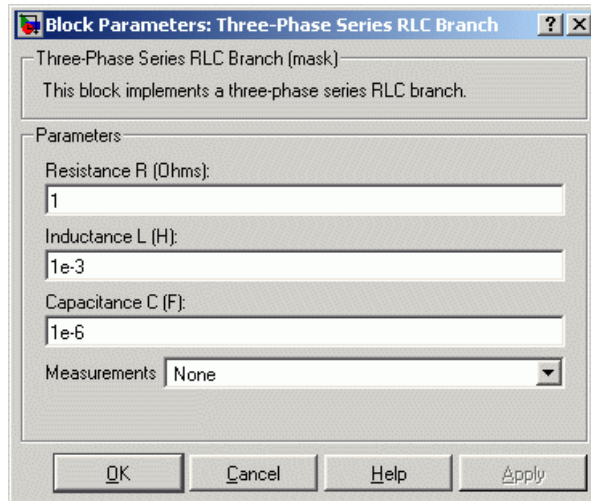 Block Parameters: Three-Phase Series RLC Branch
Three-Phase Series RLC Branch (mask)
This block implements a three-phase series RLC branch.
Parameters
Resistance R (Ohms):
1
Inductance L (H):
1e-3
Capacitance C (F):
1e-6
Measurements None
OK Cancel Help Apply